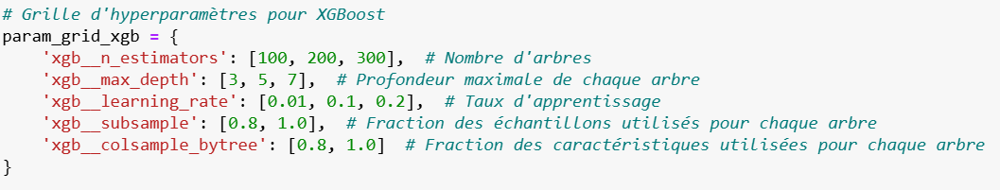 # Grille d'hyperparamètres pour XGBoost
param_grid_xgb = {
    'xgb__n_estimators': [100, 200, 300],  # Nombre d'arbres
    'xgb__max_depth': [3, 5, 7],  # Profondeur maximale de chaque arbre
    'xgb__learning_rate': [0.01, 0.1, 0.2],  # Taux d'apprentissage
    'xgb__subsample': [0.8, 1.0],  # Fraction des échantillons utilisés pour chaque arbre
    'xgb__colsample_bytree': [0.8, 1.0]  # Fraction des caractéristiques utilisées pour chaque arbre
}